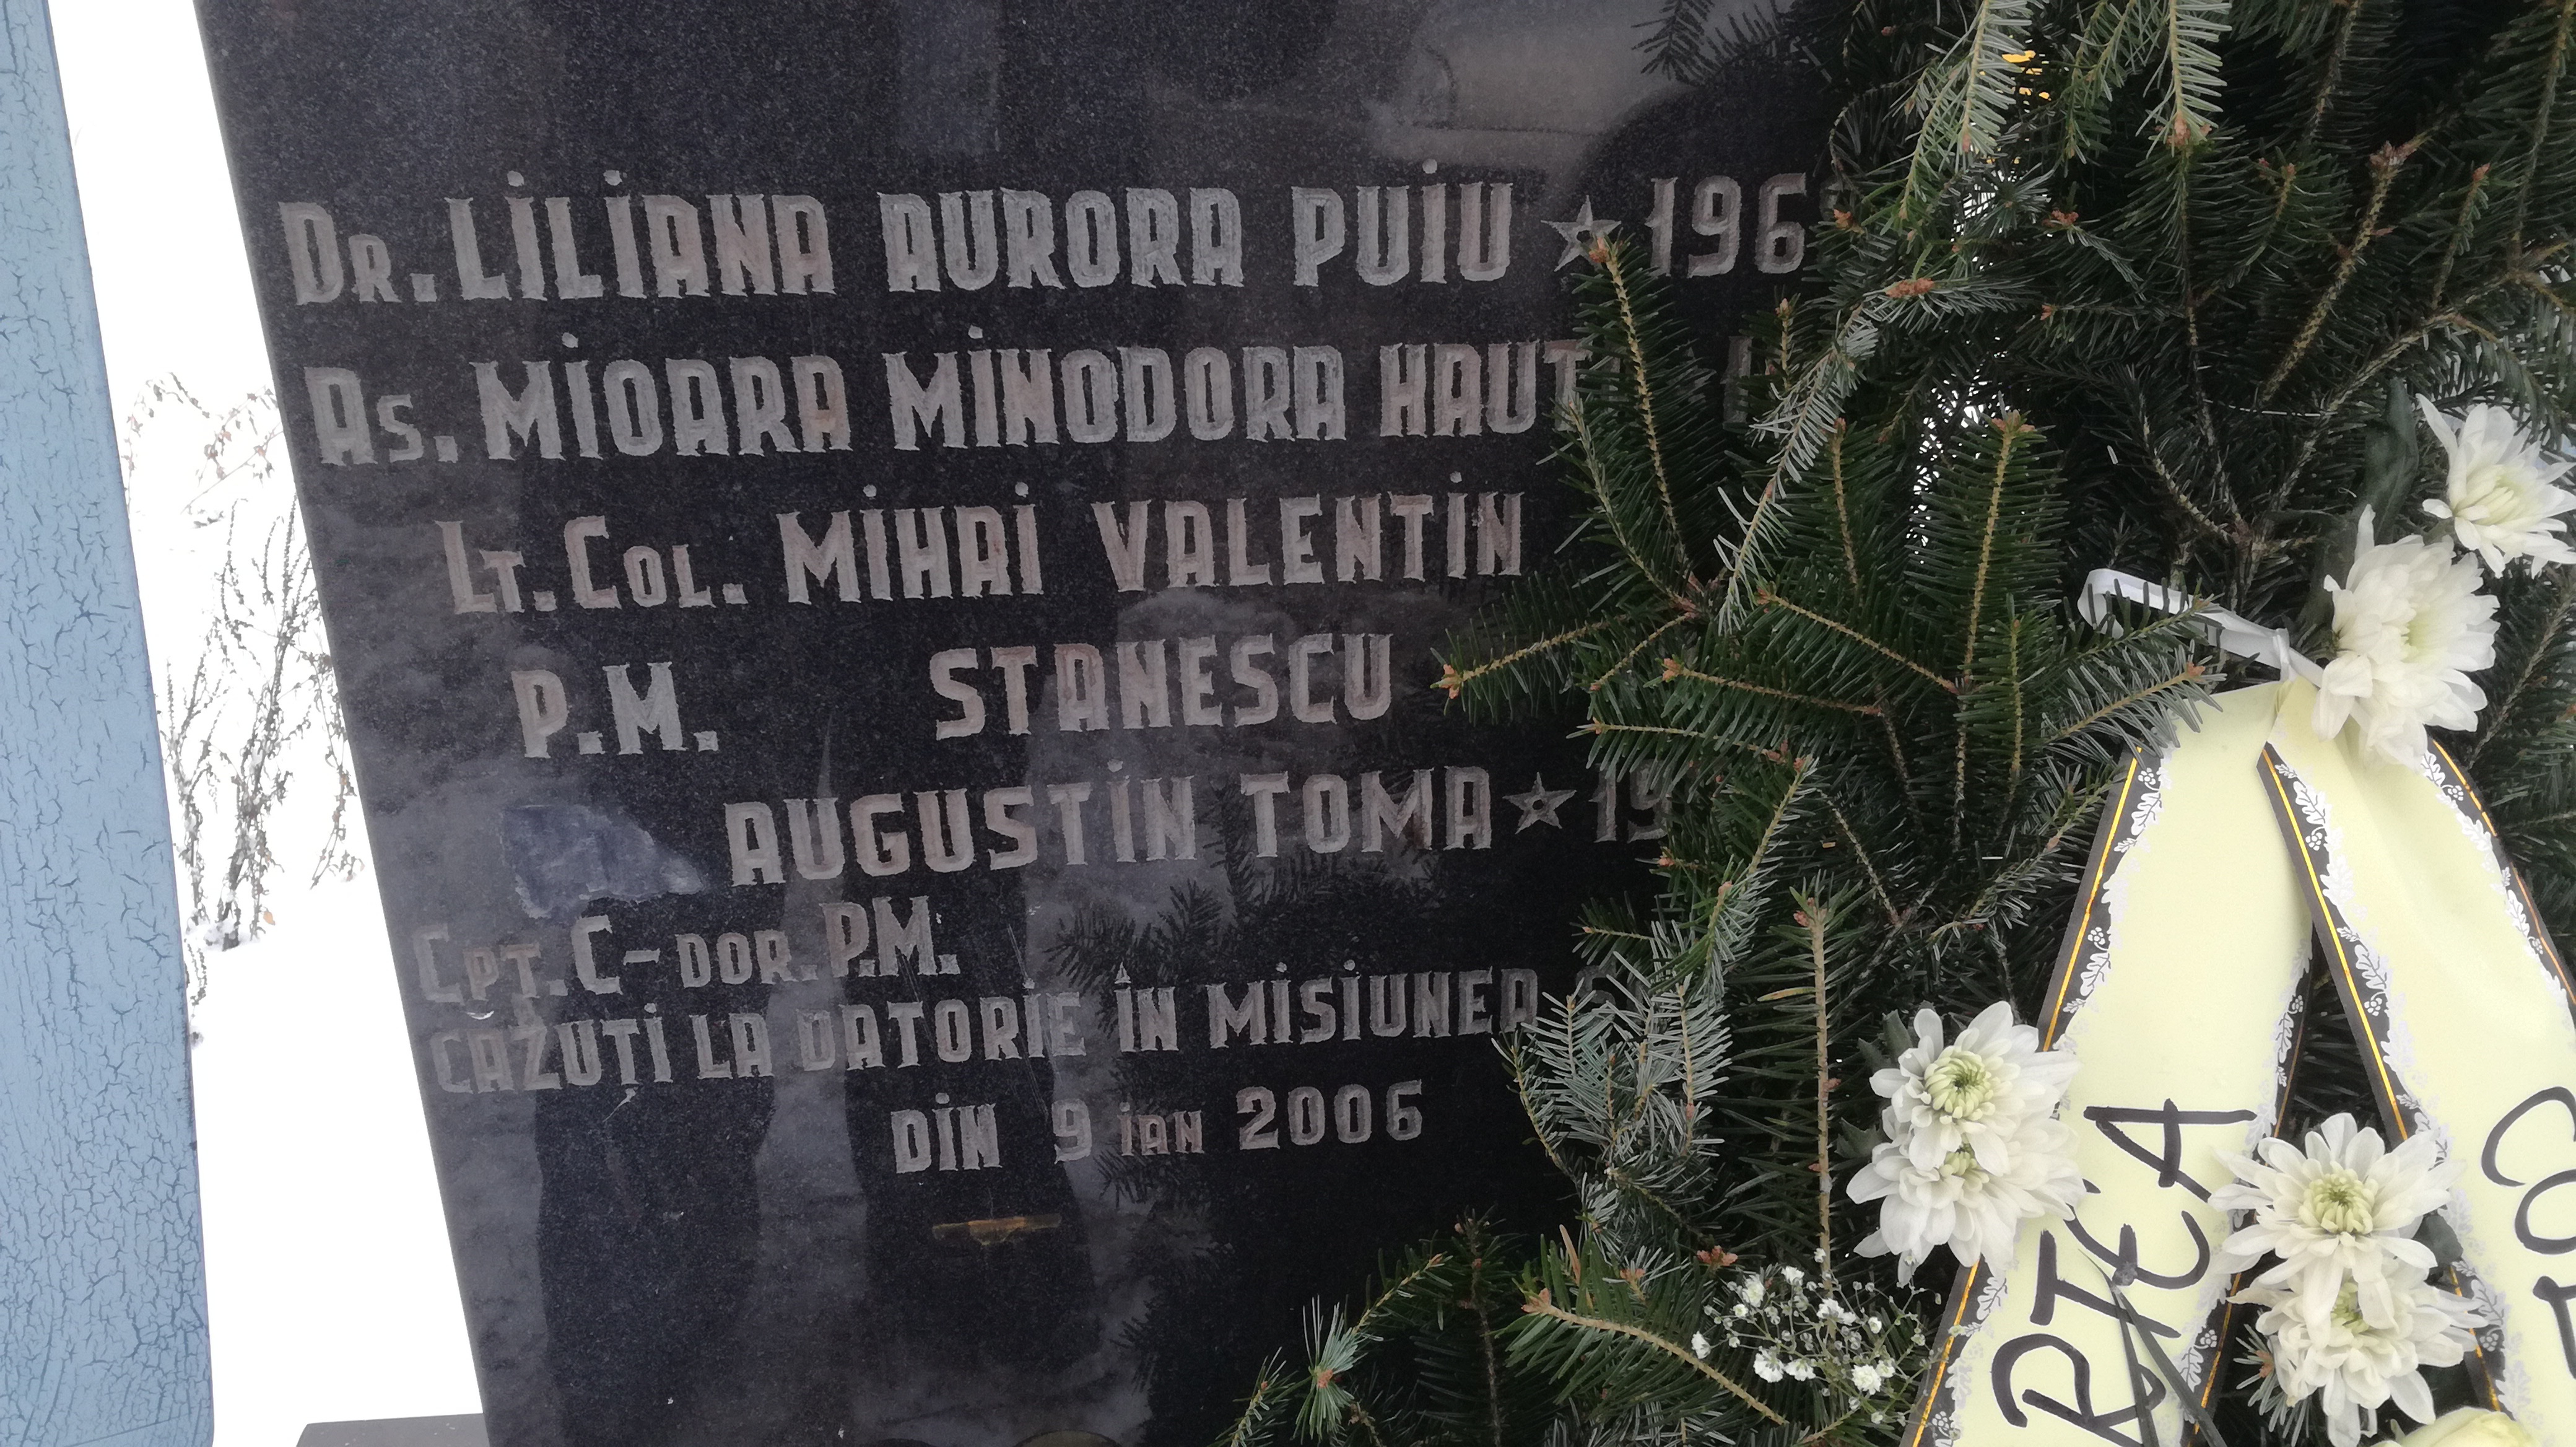 DR. LILIANA AURORA PUIU ★ 196
AS. MIOARA MINODORA HAUT
LT. COL. MIHAI VALENTIN
P.M. STANESCU
AUGUSTIN TOMA ★ 19
CPT. C-DOR. P.M.
CĂZUȚI LA DATORIE ÎN MISIUNEA
DIN 9 IAN 2006